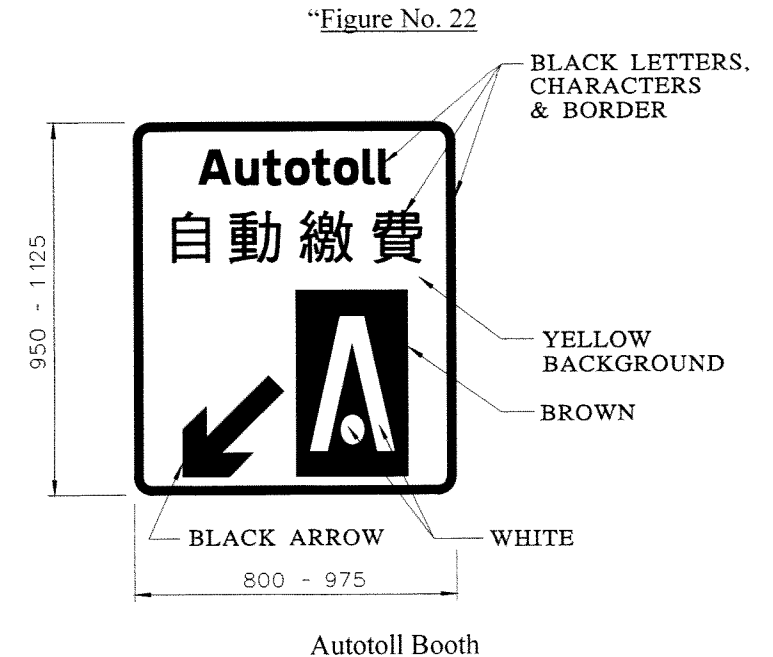 “Figure No. 22
BLACK LETTERS,
CHARACTERS
& BORDER
Autotoll
自動繳費
950 - 1125
YELLOW
BACKGROUND
BROWN
BLACK ARROW
WHITE
800 - 975
Autotoll Booth